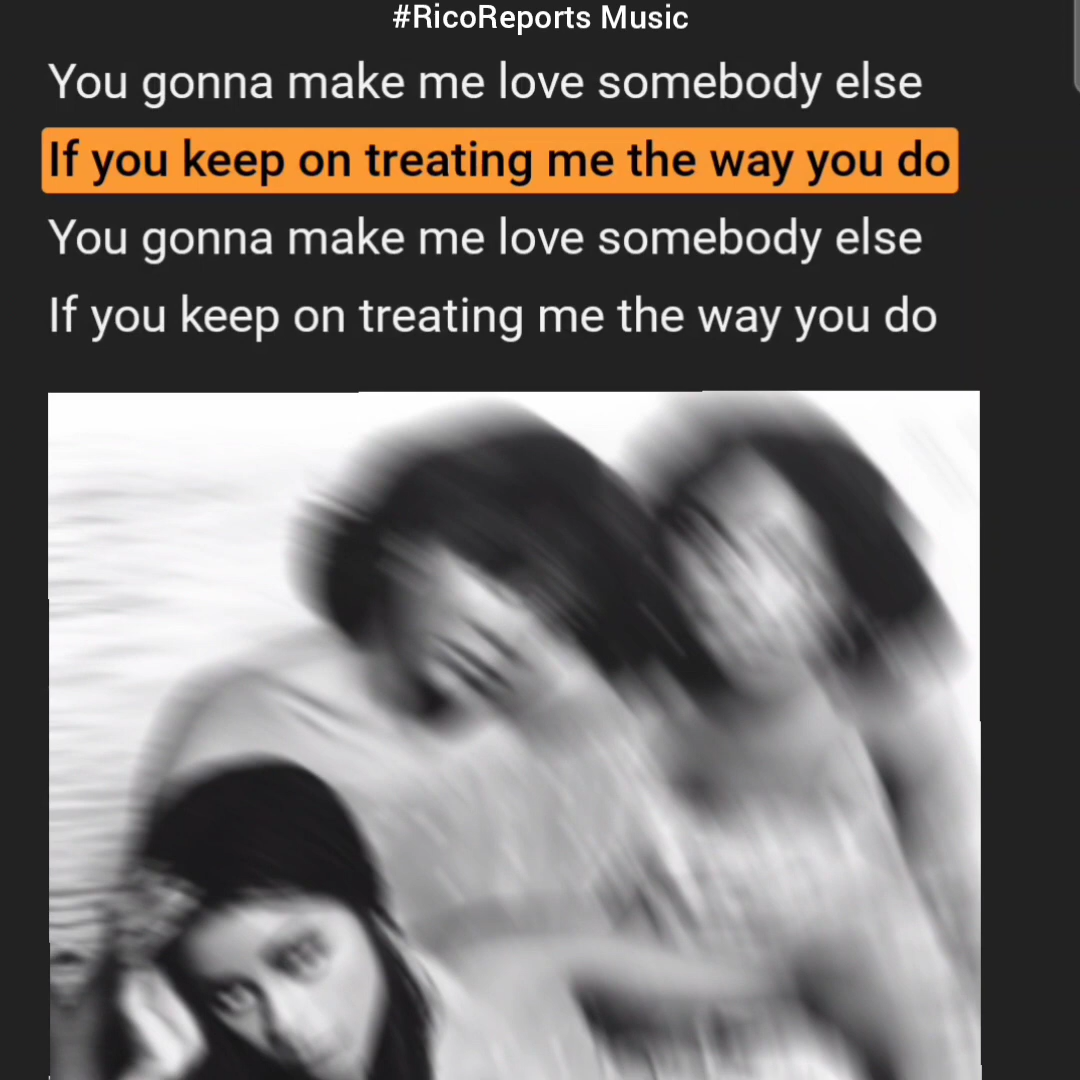 #RicoReports Music
You gonna make me love somebody else
If you keep on treating me the way you do
You gonna make me love somebody else
If you keep on treating me the way you do